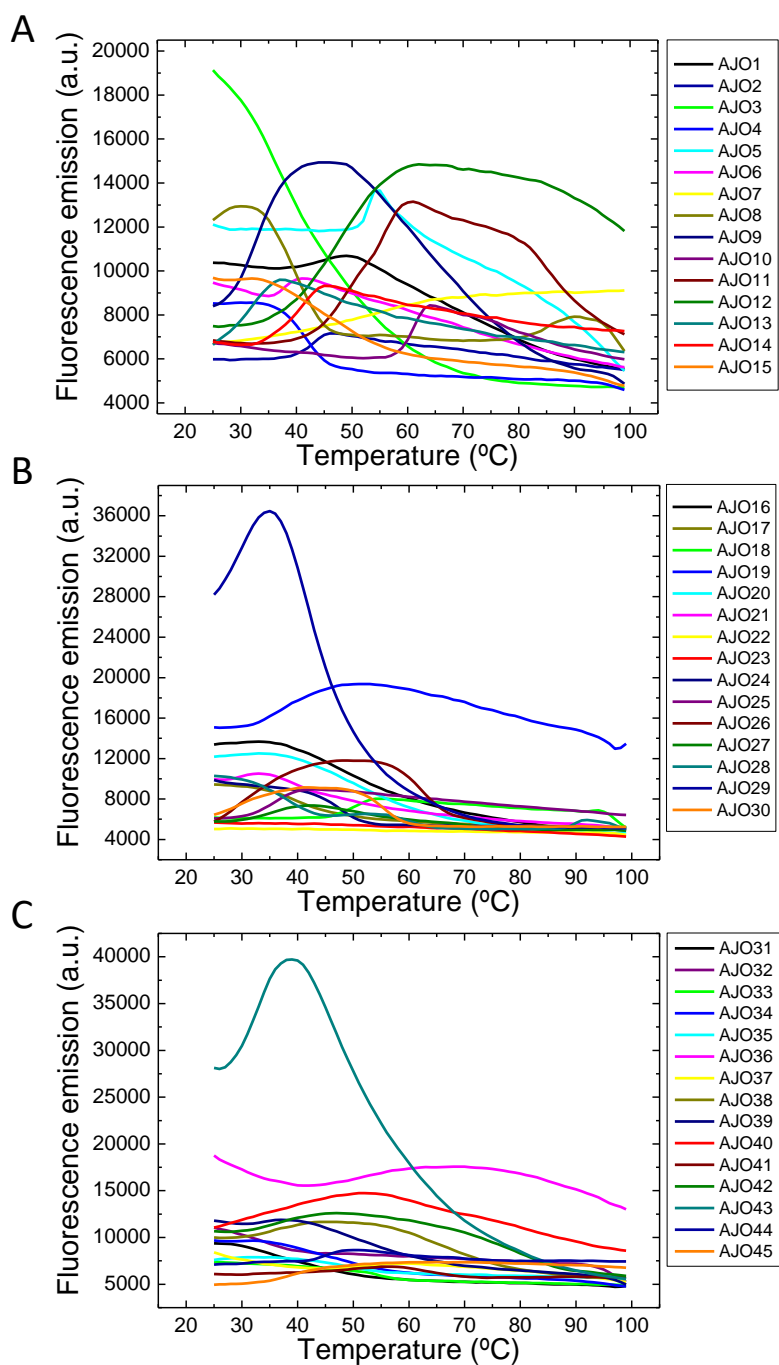 A
Fluorescence emission (a.u.)
20000
18000
16000
14000
12000
10000
8000
6000
4000
20 30 40 50 60 70 80 90 100
Temperature (ºC)
AJO1
AJO2
AJO3
AJO4
AJO5
AJO6
AJO7
AJO8
AJO9
AJO10
AJO11
AJO12
AJO13
AJO14
AJO15
B
Fluorescence emission (a.u.)
36000
32000
28000
24000
20000
16000
12000
8000
4000
20 30 40 50 60 70 80 90 100
Temperature (ºC)
AJO16
AJO17
AJO18
AJO19
AJO20
AJO21
AJO22
AJO23
AJO24
AJO25
AJO26
AJO27
AJO28
AJO29
AJO30
C
Fluorescence emission (a.u.)
40000
35000
30000
25000
20000
15000
10000
5000
20 30 40 50 60 70 80 90 100
Temperature (ºC)
AJO31
AJO32
AJO33
AJO34
AJO35
AJO36
AJO37
AJO38
AJO39
AJO40
AJO41
AJO42
AJO43
AJO44
AJO45